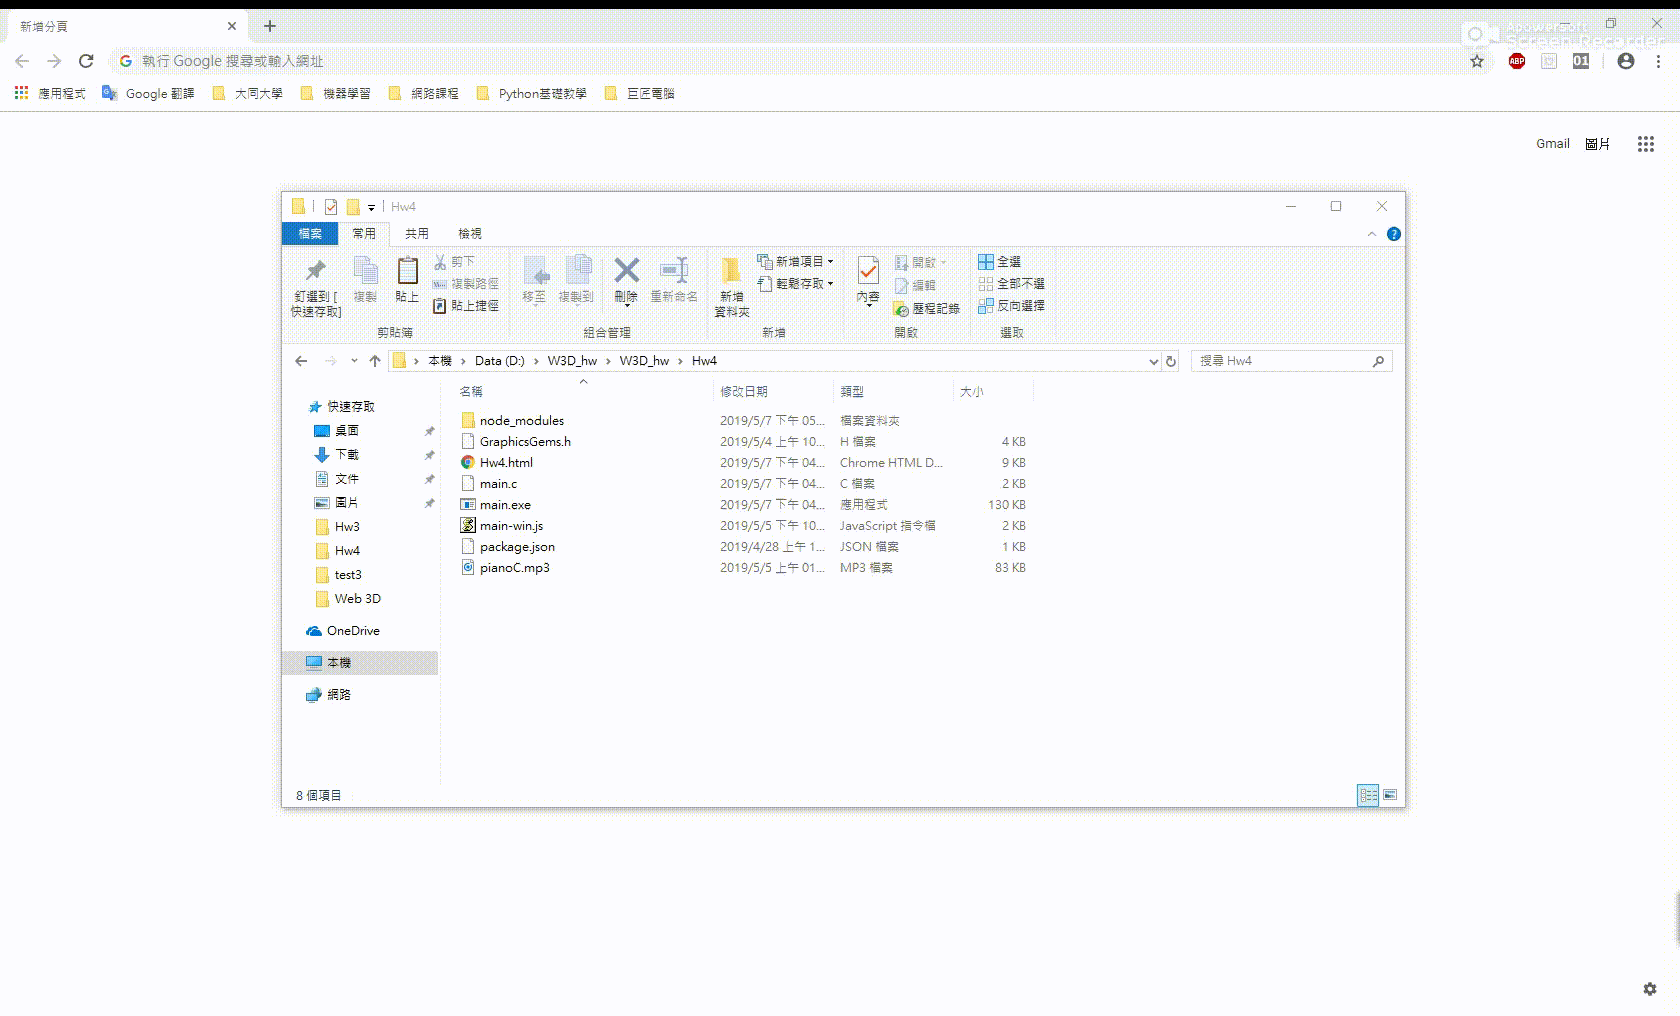 新增分頁
Apowersoft
Screen Recorder
執行 Google 搜尋或輸入網址
ABP
01
應用程式 Google 翻譯 大同大學 機器學習 網路課程 Python基礎教學 巨匠電腦
Gmail 圖片
Hw4
檔案 常用 共用 檢視
釘選到 [快速存取]
複製
貼上
剪下
複製路徑
貼上捷徑
剪貼簿
移至
複製到
刪除
重新命名
組合管理
新增資料夾
新增項目
輕鬆存取
新增
內容
開啟
編輯
歷程記錄
開啟
全選
全部不選
反向選擇
選取
本機 Data (D:) W3D_hw W3D_hw Hw4
搜尋 Hw4
名稱 修改日期 類型 大小
快速存取
桌面
下載
文件
圖片
Hw3
Hw4
test3
Web 3D
OneDrive
本機
網路
node_modules 2019/5/7 下午 05... 檔案資料夾
GraphicsGems.h 2019/5/4 上午 10... H 檔案 4 KB
Hw4.html 2019/5/7 下午 04... Chrome HTML D... 9 KB
main.c 2019/5/7 下午 04... C 檔案 2 KB
main.exe 2019/5/7 下午 04... 應用程式 130 KB
main-win.js 2019/5/5 下午 10... JavaScript 指令檔 2 KB
package.json 2019/4/28 上午 1... JSON 檔案 1 KB
pianoC.mp3 2019/5/5 上午 01... MP3 檔案 83 KB
8 個項目